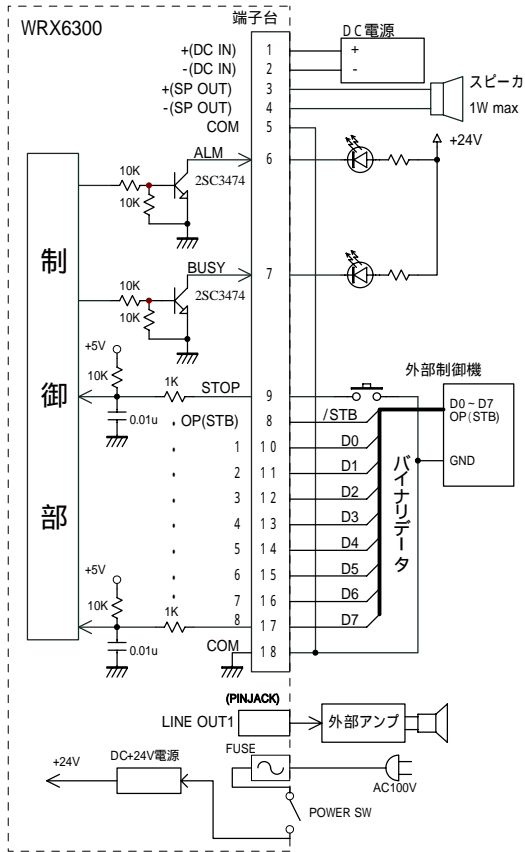 WRX6300
端子台
DC電源
+(DC IN)
1
+
-(DC IN)
2
-
+(SP OUT)
3
スピーカ
-(SP OUT)
4
1W max
COM
5
+24V
ALM
6
10K
10K
2SC3474
制
BUSY
7
10K
10K
2SC3474
+5V
外部制御機
10K
1K
STOP
9
御
0.01u
OP(STB)
8
/STB
D0~D7
OP(STB)
GND
1
10
D0
2
11
D1
3
12
D2
バイナリデータ
部
4
13
D3
5
14
D4
6
15
D5
+5V
7
16
D6
10K
1K
8
17
D7
0.01u
COM
18
(PINJACK)
LINE OUT1
外部アンプ
FUSE
+24V
DC+24V電源
AC100V
POWER SW